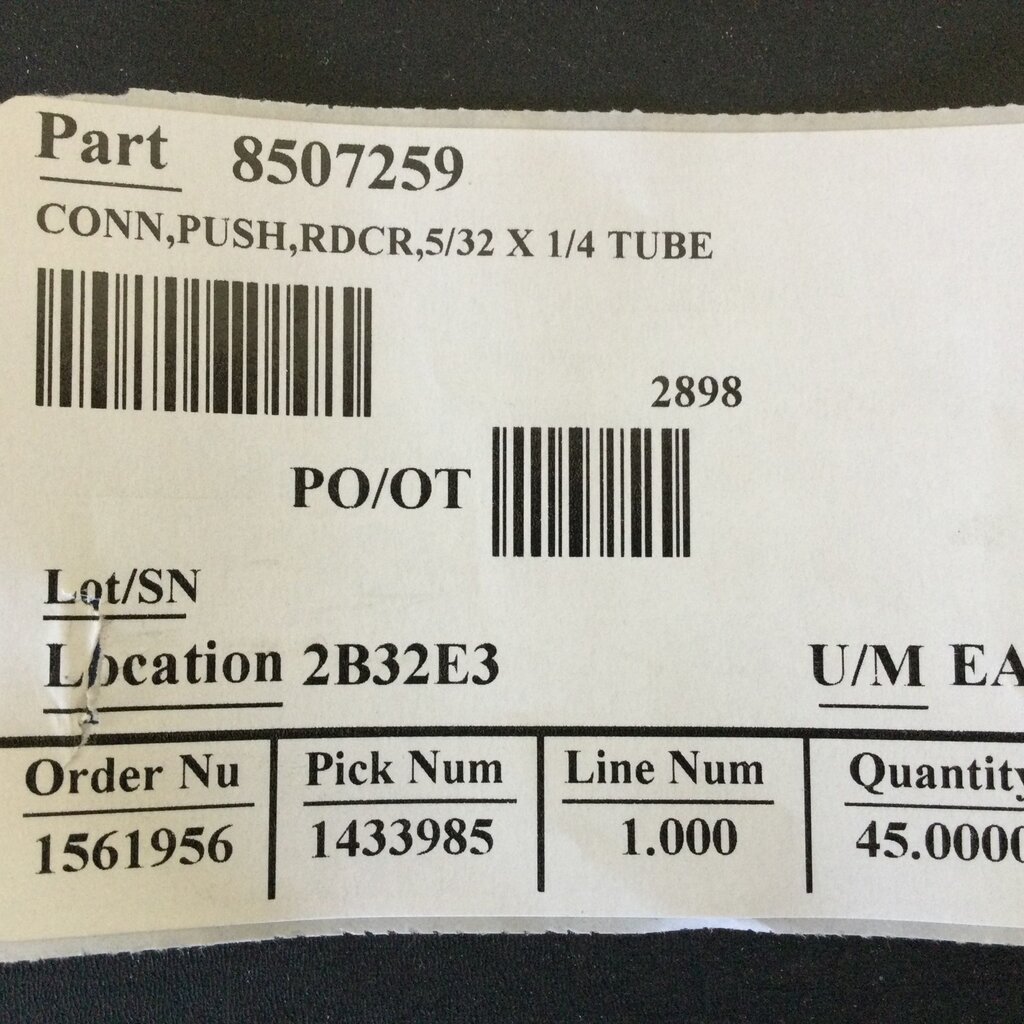 Part 8507259
CONN,PUSH,RDCR,5/32 X 1/4 TUBE
2898
PO/OT
Lot/SN
Location 2B32E3 U/M EA
Order Nu Pick Num Line Num Quantity
1561956 1433985 1.000 45.0000